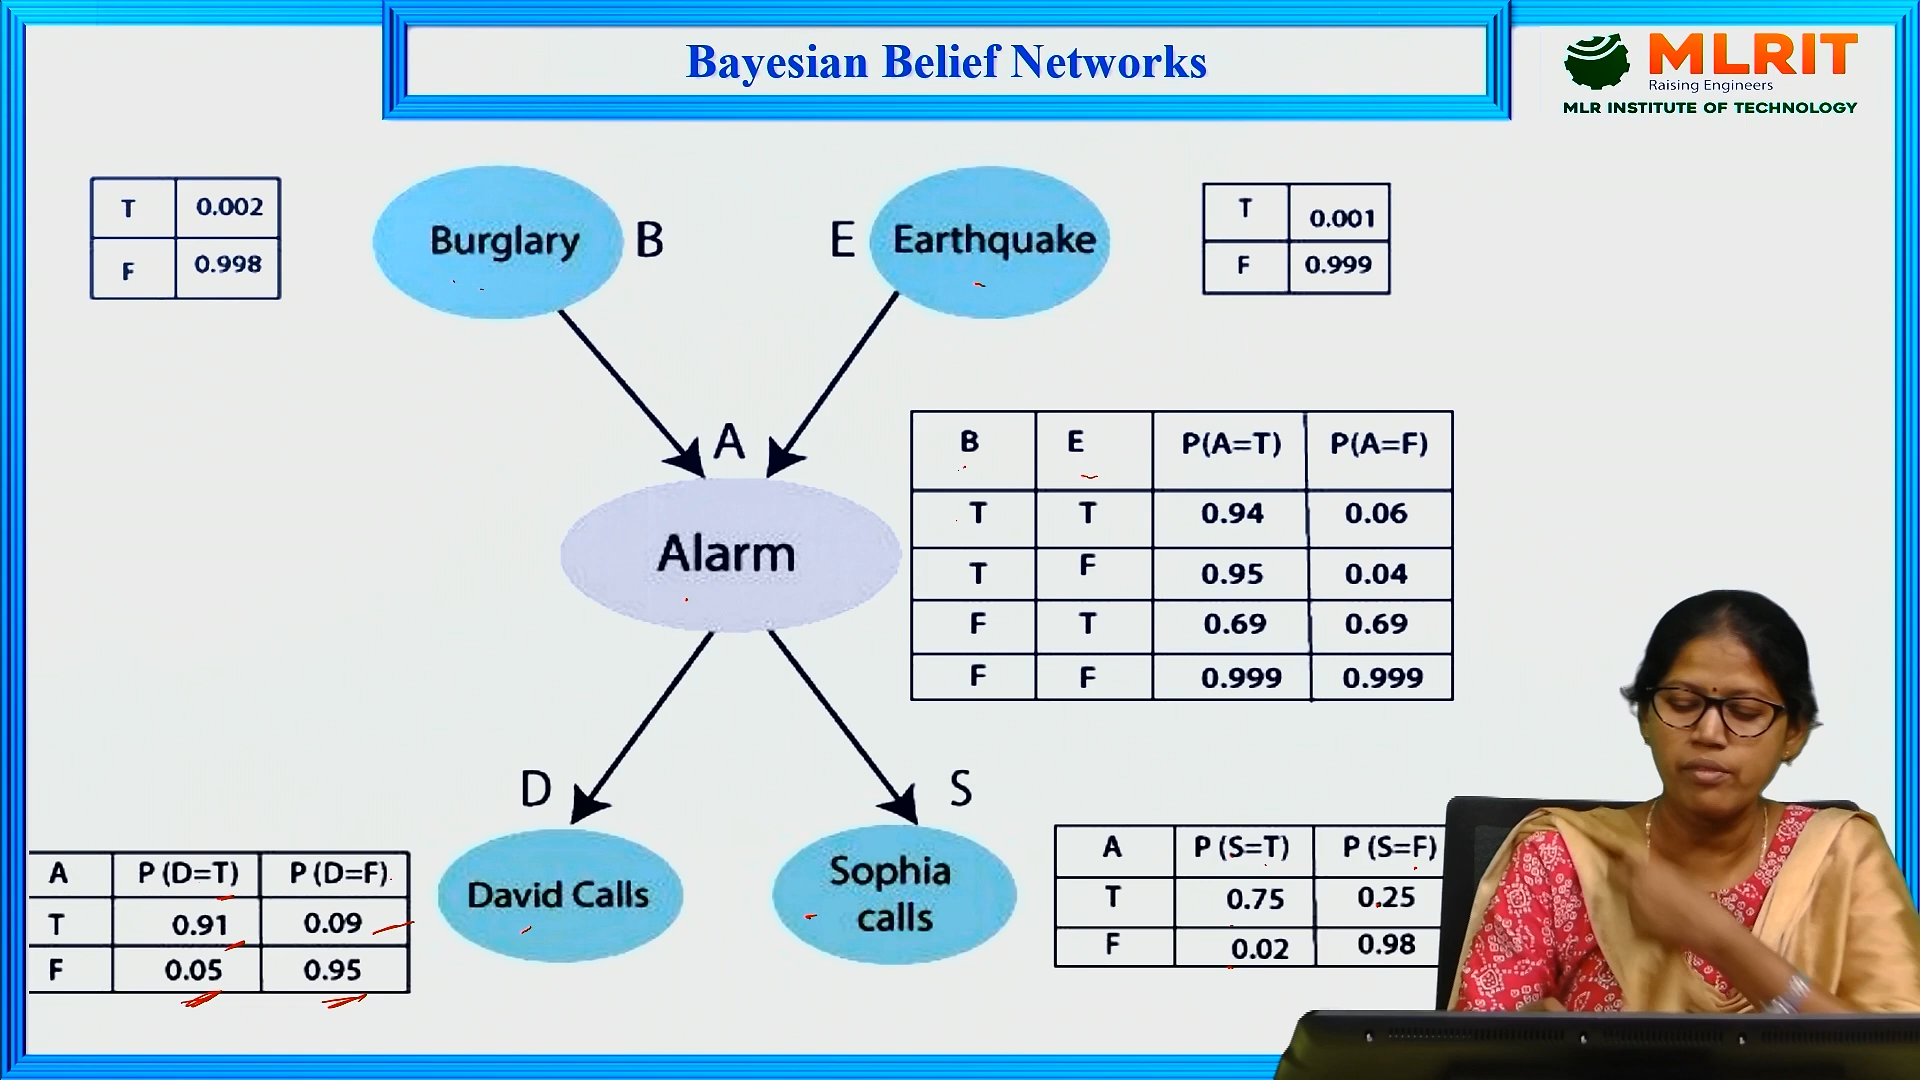 Bayesian Belief Networks
MLRIT
Raising Engineers
MLR INSTITUTE OF TECHNOLOGY
T 0.002
F 0.998
Burglary B
E Earthquake
T 0.001
F 0.999
A
Alarm
B E P(A=T) P(A=F)
T T 0.94 0.06
T F 0.95 0.04
F T 0.69 0.69
F F 0.999 0.999
D
S
A P (D=T) P (D=F)
T 0.91 0.09
F 0.05 0.95
David Calls
Sophia
calls
A P (S=T) P (S=F)
T 0.75 0.25
F 0.02 0.98